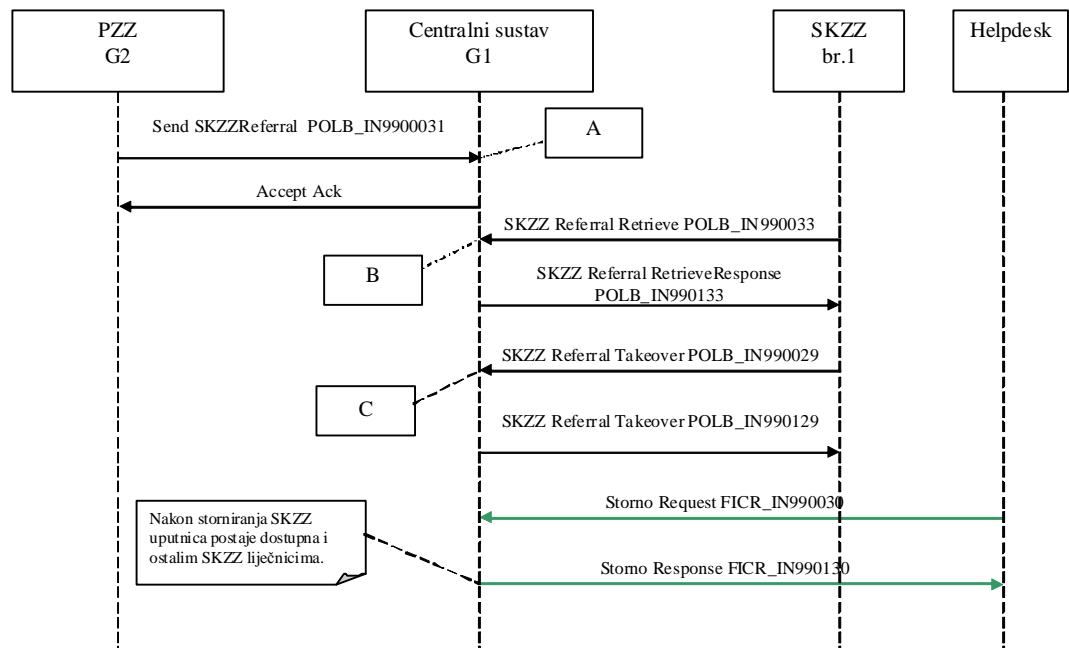 PZZ
G2
Centralni sustav
G1
SKZZ
br.1
Helpdesk
Send SKZZReferral POLB_IN9900031
A
Accept Ack
SKZZ Referral Retrieve POLB_IN990033
B
SKZZ Referral RetrieveResponse
POLB_IN990133
SKZZ Referral Takeover POLB_IN990029
C
SKZZ Referral Takeover POLB_IN990129
Storno Request FICR_IN990030
Nakon storniranja SKZZ
uputnica postaje dostupna i
ostalim SKZZ liječnicima.
Storno Response FICR_IN990130